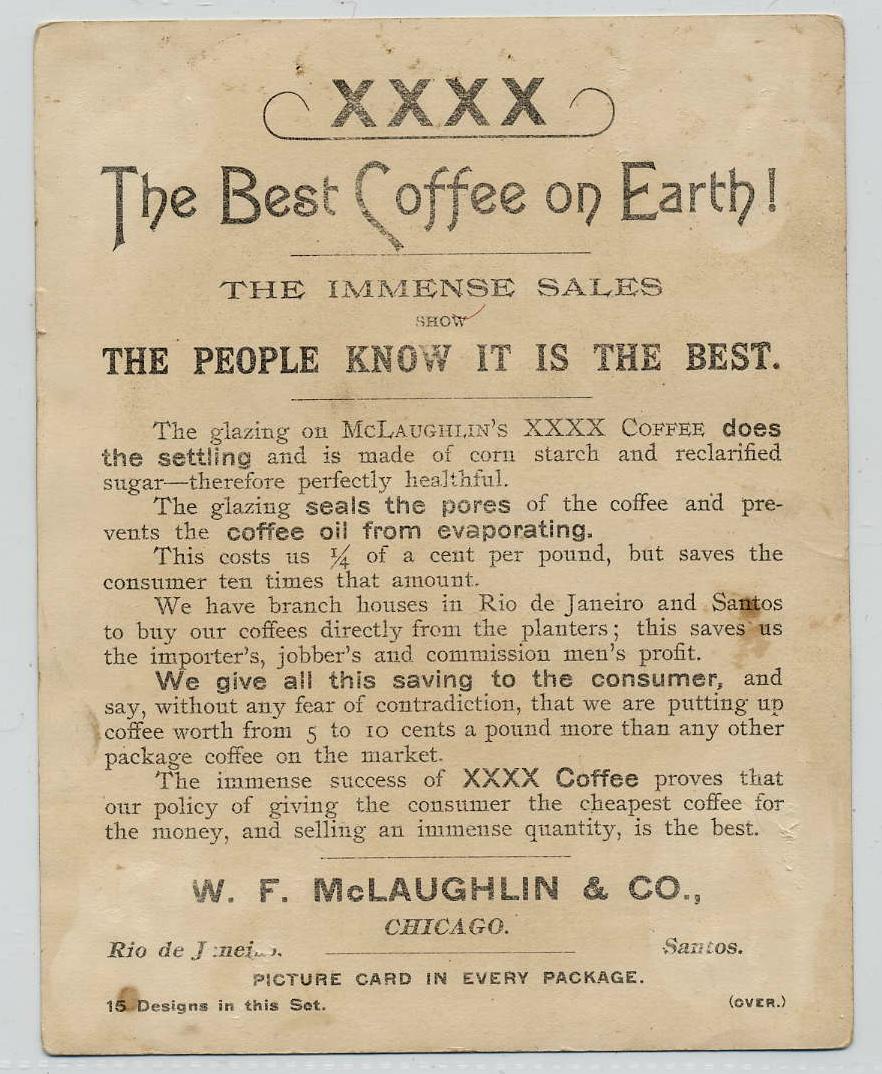 XXXX
The Best Coffee on Earth!
THE IMMENSE SALES
SHOW
THE PEOPLE KNOW IT IS THE BEST.
The glazing on McLAUGHLIN'S XXXX COFFEE does
the settling and is made of corn starch and reclarified
sugar—therefore perfectly healthful.
The glazing seals the pores of the coffee and pre-
vents the coffee oil from evaporating.
This costs us ¼ of a cent per pound, but saves the
consumer ten times that amount.
We have branch houses in Rio de Janeiro and Santos
to buy our coffees directly from the planters; this saves us
the importer's, jobber's and commission men's profit.
We give all this saving to the consumer, and
say, without any fear of contradiction, that we are putting up
coffee worth from 5 to 10 cents a pound more than any other
package coffee on the market.
The immense success of XXXX Coffee proves that
our policy of giving the consumer the cheapest coffee for
the money, and selling an immense quantity, is the best.
W. F. McLAUGHLIN & CO.,
CHICAGO.
Rio de Janeiro. Santos.
PICTURE CARD IN EVERY PACKAGE.
15 Designs in this Set. (OVER.)